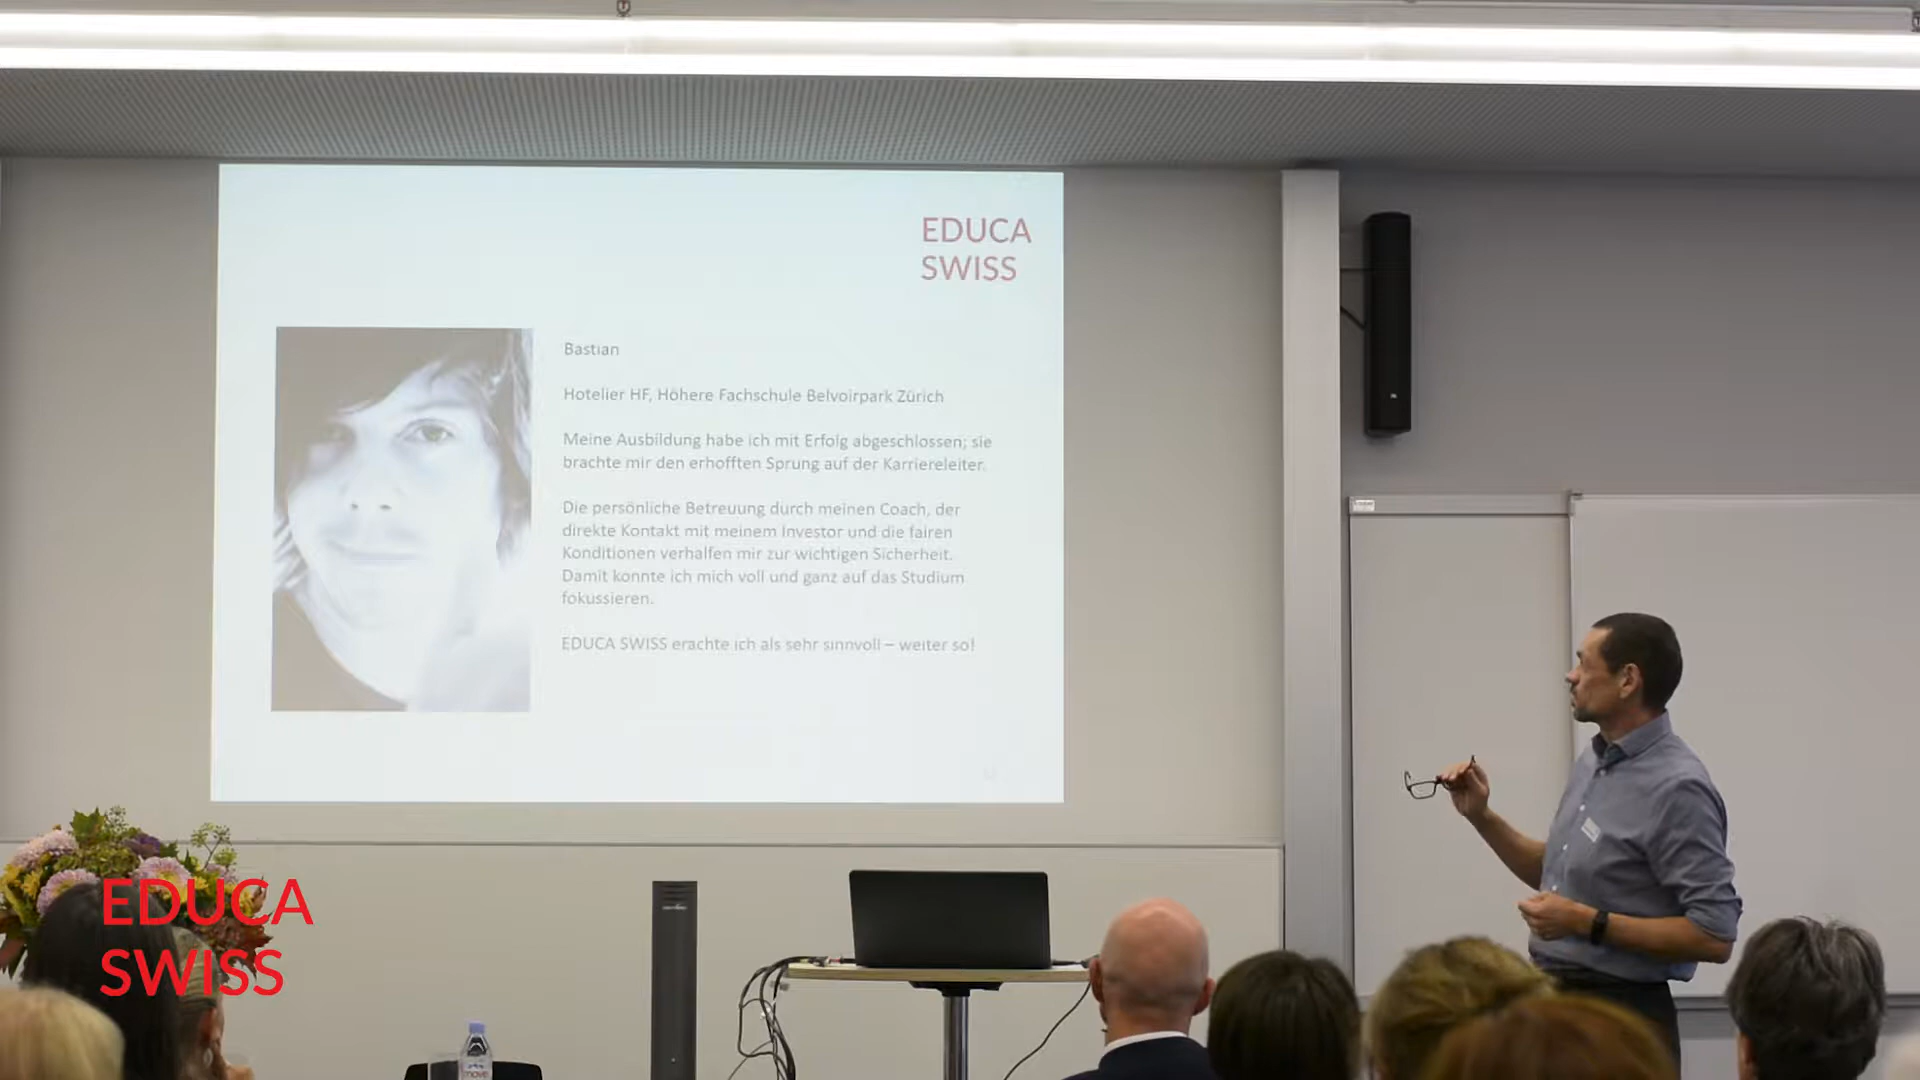 EDUCA
SWISS
Bastian
Hotelier HF, Höhere Fachschule Belvoirpark Zürich
Meine Ausbildung habe ich mit Erfolg abgeschlossen; sie
brachte mir den erhofften Sprung auf der Karriereleiter.
Die persönliche Betreuung durch meinen Coach, der
direkte Kontakt mit meinem Investor und die fairen
Konditionen verhalfen mir zur wichtigen Sicherheit.
Damit konnte ich mich voll und ganz auf das Studium
fokussieren.
EDUCA SWISS erachte ich als sehr sinnvoll – weiter so!
EDUCA
SWISS